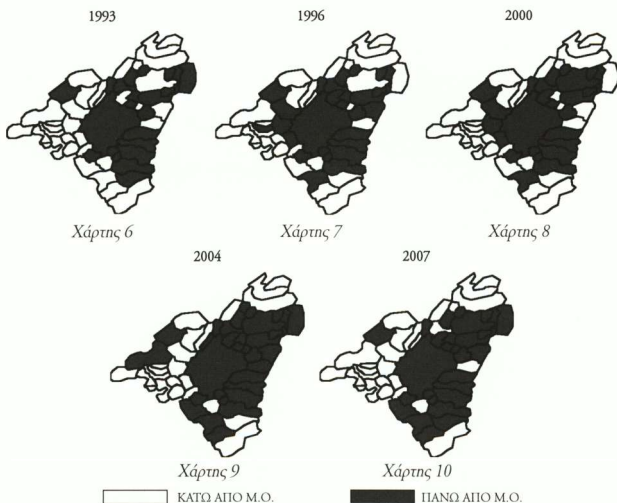 1993 1996 2000
Χάρτης 6 Χάρτης 7 Χάρτης 8
2004 2007
Χάρτης 9 Χάρτης 10
ΚΑΤΩ ΑΠΟ Μ.Ο. ΠΑΝΩ ΑΠΟ Μ.Ο.